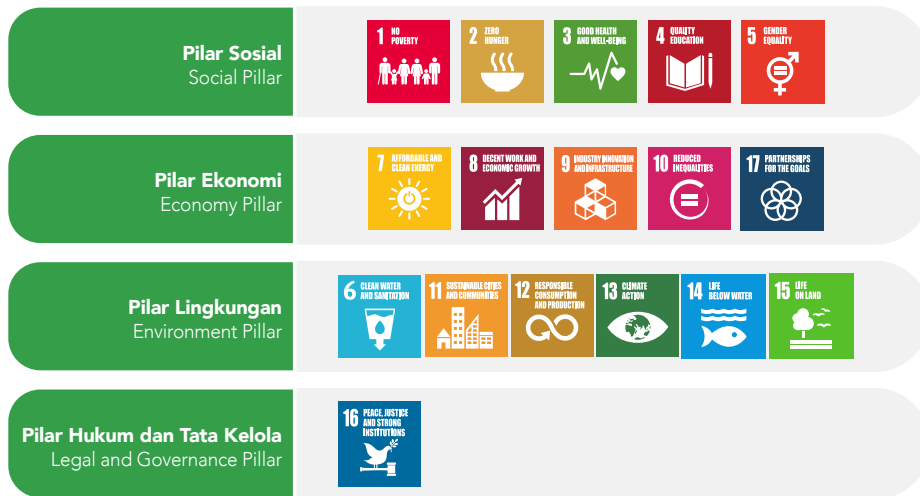 Pilar Sosial
Social Pillar
1 NO
POVERTY
2 ZERO
HUNGER
3 GOOD HEALTH
AND WELL-BEING
4 QUALITY
EDUCATION
5 GENDER
EQUALITY
Pilar Ekonomi
Economy Pillar
7 AFFORDABLE AND
CLEAN ENERGY
8 DECENT WORK AND
ECONOMIC GROWTH
9 INDUSTRY INNOVATION
AND INFRASTRUCTURE
10 REDUCED
INEQUALITIES
17 PARTNERSHIPS
FOR THE GOALS
Pilar Lingkungan
Environment Pillar
6 CLEAN WATER
AND SANITATION
11 SUSTAINABLE CITIES
AND COMMUNITIES
12 RESPONSIBLE
CONSUMPTION
AND PRODUCTION
13 CLIMATE
ACTION
14 LIFE
BELOW WATER
15 LIFE
ON LAND
Pilar Hukum dan Tata Kelola
Legal and Governance Pillar
16 PEACE, JUSTICE
AND STRONG
INSTITUTIONS